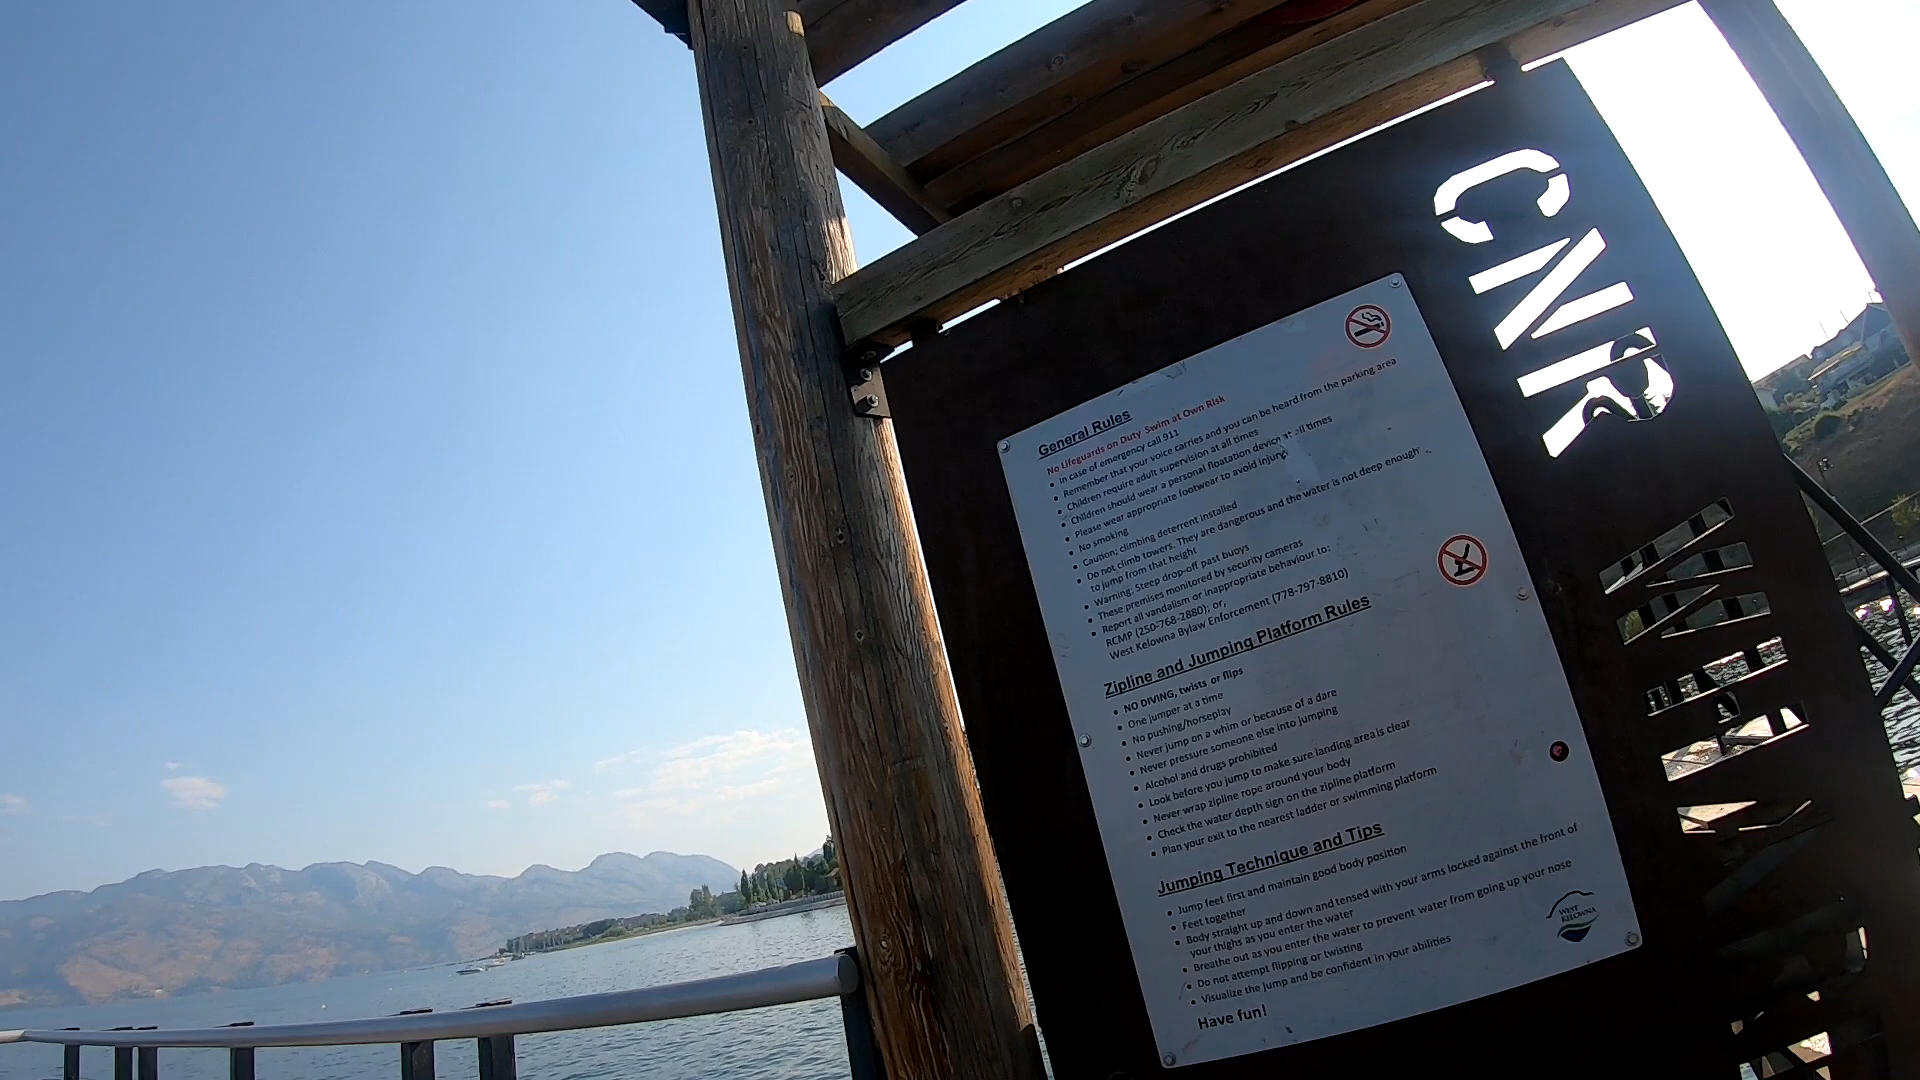 CNR
General Rules
No Lifeguards on Duty Swim at Own Risk
• In case of emergency call 911
• Remember that your voice carries and you can be heard from the parking area
• Children require adult supervision at all times
• Children should wear a personal floatation device at all times
• Please wear appropriate footwear to avoid injury
• No smoking
• Caution; climbing deterrent installed
• Do not climb towers. They are dangerous and the water is not deep enough
to jump from that height
• Warning. Steep drop-off past buoys
• These premises monitored by security cameras
• Report all vandalism or inappropriate behaviour to:
RCMP (250-768-2880); or,
West Kelowna Bylaw Enforcement (778-797-8810)
Zipline and Jumping Platform Rules
• NO DIVING, twists or flips
• One jumper at a time
• No pushing/horseplay
• Never jump on a whim or because of a dare
• Never pressure someone else into jumping
• Alcohol and drugs prohibited
• Look before you jump to make sure landing area is clear
• Never wrap zipline rope around your body
• Check the water depth sign on the zipline platform
• Plan your exit to the nearest ladder or swimming platform
Jumping Technique and Tips
• Jump feet first and maintain good body position
• Feet together
• Body straight up and down and tensed with your arms locked against the front of
your thighs as you enter the water
• Breathe out as you enter the water to prevent water from going up your nose
• Do not attempt flipping or twisting
• Visualize the jump and be confident in your abilities
Have fun!
WEST
KELOWNA